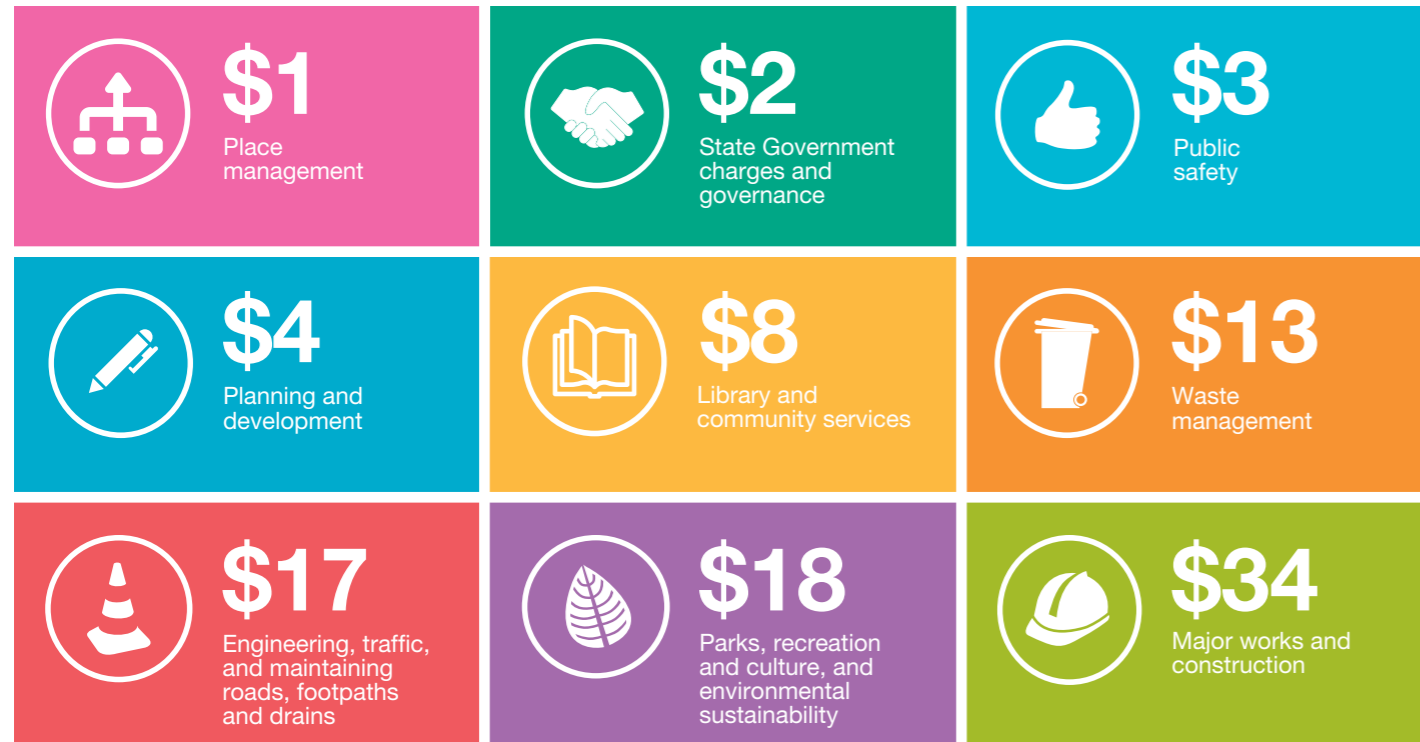 $1
Place
management
$2
State Government
charges and
governance
$3
Public
safety
$4
Planning and
development
$8
Library and
community services
$13
Waste
management
$17
Engineering, traffic,
and maintaining
roads, footpaths
and drains
$18
Parks, recreation
and culture, and
environmental
sustainability
$34
Major works and
construction